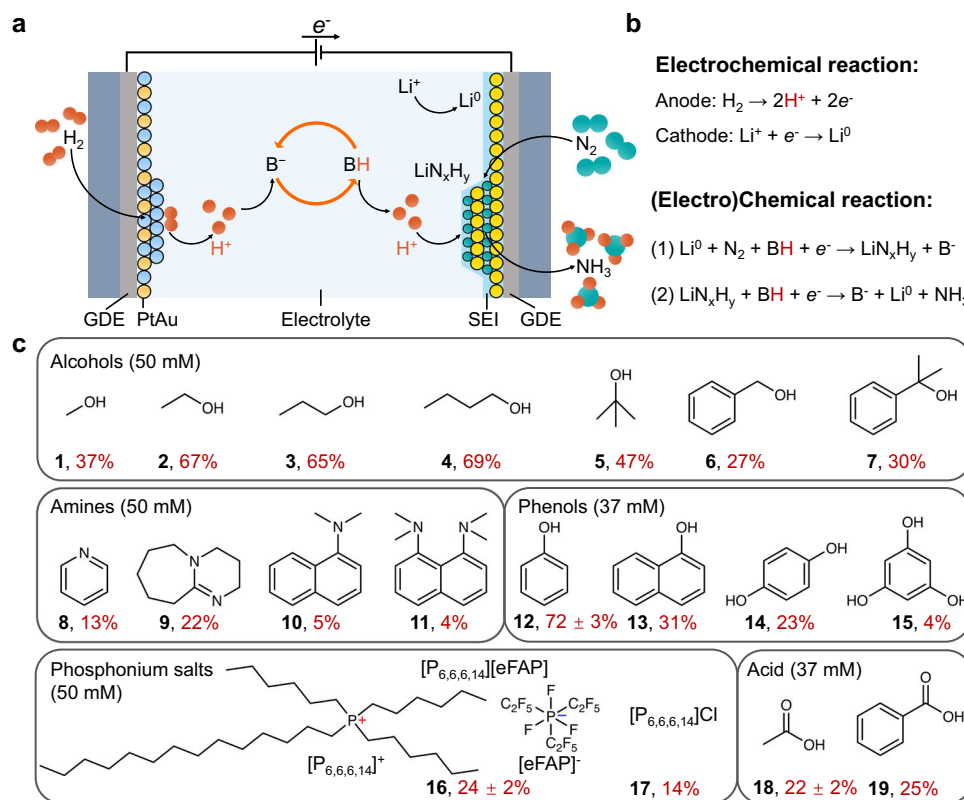 a
e⁻
H₂
H⁺
B⁻
BH
H⁺
Li⁺
Li⁰
LiNₓHᵧ
N₂
NH₃
GDE PtAu Electrolyte SEI GDE
b
Electrochemical reaction:
Anode: H₂ → 2H⁺ + 2e⁻
Cathode: Li⁺ + e⁻ → Li⁰
(Electro)Chemical reaction:
(1) Li⁰ + N₂ + BH + e⁻ → LiNₓHᵧ + B⁻
(2) LiNₓHᵧ + BH + e⁻ → B⁻ + Li⁰ + NH₃
c
Alcohols (50 mM)
OH
OH
OH
OH
OH
OH
OH
1, 37% 2, 67% 3, 65% 4, 69% 5, 47% 6, 27% 7, 30%
Amines (50 mM)
N
N
N
N
N
N
8, 13% 9, 22% 10, 5% 11, 4%
Phenols (37 mM)
OH
OH
OH
HO
OH
HO
OH
12, 72 ± 3% 13, 31% 14, 23% 15, 4%
Phosphonium salts
(50 mM)
P⁺
[P₆,₆,₆,₁₄]⁺
[P₆,₆,₆,₁₄][eFAP]
F
C₂F₅ C₂F₅
P⁻
F F
C₂F₅
[eFAP]⁻
16, 24 ± 2%
[P₆,₆,₆,₁₄]Cl
17, 14%
Acid (37 mM)
O
OH
O
OH
18, 22 ± 2% 19, 25%